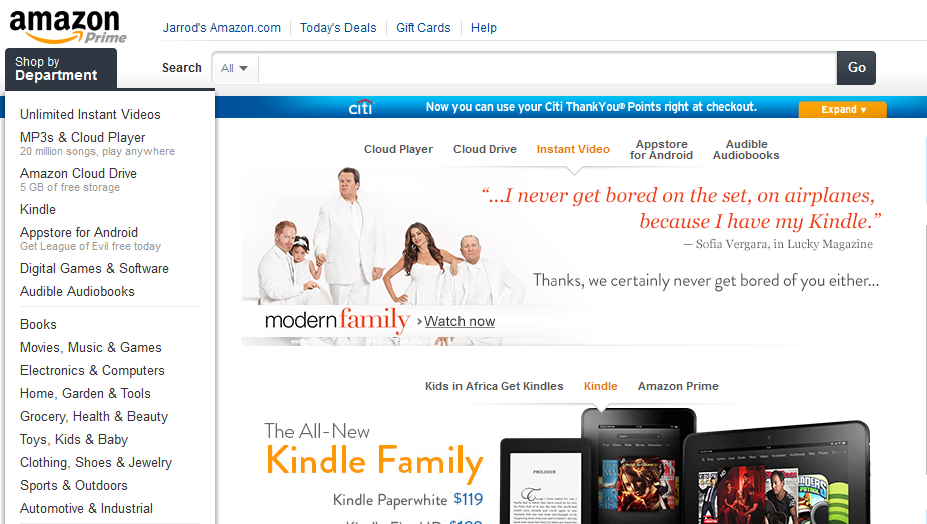 amazon
Prime
Jarrod's Amazon.com
Today's Deals
Gift Cards
Help
Shop by
Department
Search
All
Go
citi
Now you can use your Citi ThankYou® Points right at checkout.
Expand
Unlimited Instant Videos
MP3s & Cloud Player
20 million songs, play anywhere
Amazon Cloud Drive
5 GB of free storage
Kindle
Appstore for Android
Get League of Evil free today
Digital Games & Software
Audible Audiobooks
Books
Movies, Music & Games
Electronics & Computers
Home, Garden & Tools
Grocery, Health & Beauty
Toys, Kids & Baby
Clothing, Shoes & Jewelry
Sports & Outdoors
Automotive & Industrial
Cloud Player
Cloud Drive
Instant Video
Appstore
for Android
Audible
Audiobooks
“...I never get bored on the set, on airplanes,
because I have my Kindle.”
— Sofia Vergara, in Lucky Magazine
Thanks, we certainly never get bored of you either...
modern family
›Watch now
Kids in Africa Get Kindles
Kindle
Amazon Prime
The All-New
Kindle Family
Kindle Paperwhite $119
PROLOGUE